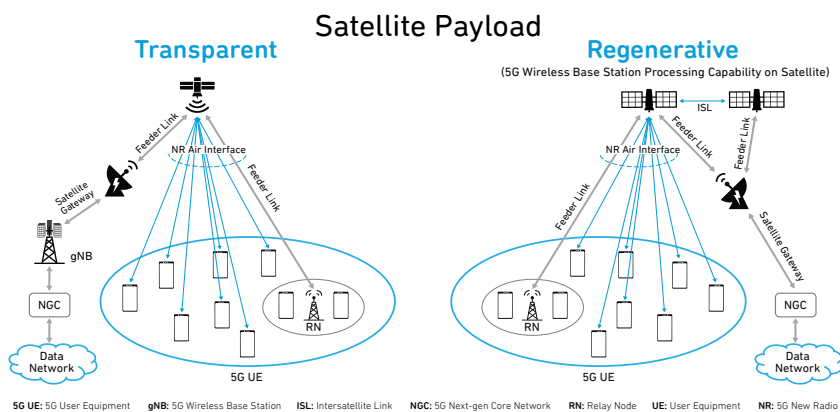 Satellite Payload
Transparent
Regenerative
(5G Wireless Base Station Processing Capability on Satellite)
ISL
Feeder Link
NR Air Interface
Feeder Link
Satellite
Gateway
gNB
NGC
Data
Network
RN
5G UE
Feeder Link
Feeder Link
NR Air Interface
Feeder Link
Satellite Gateway
RN
NGC
Data
Network
5G UE
5G UE: 5G User Equipment gNB: 5G Wireless Base Station ISL: Intersatellite Link NGC: 5G Next-gen Core Network RN: Relay Node UE: User Equipment NR: 5G New Radio